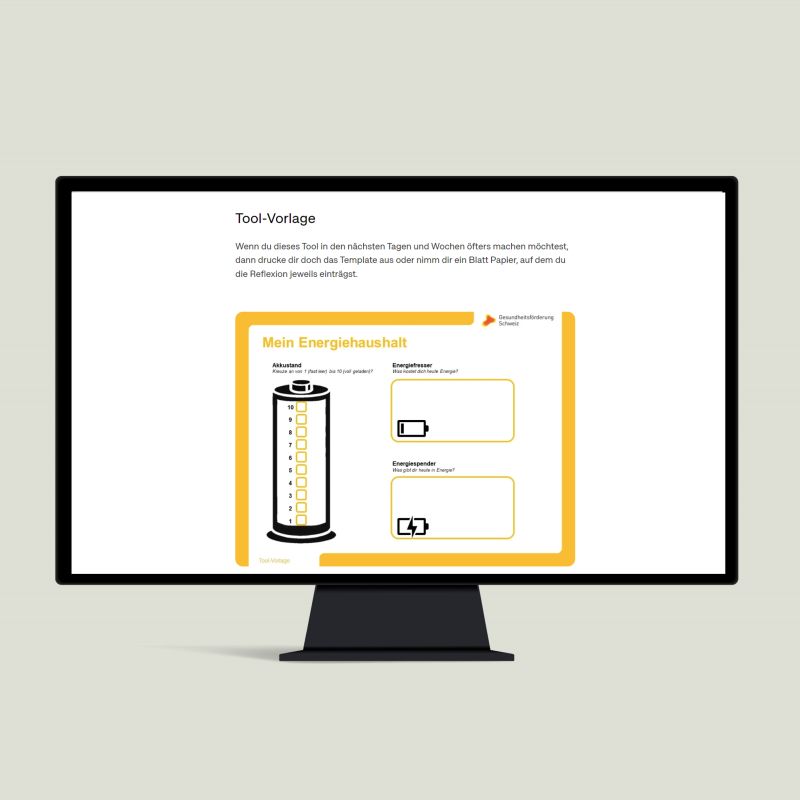 Tool-Vorlage
Wenn du dieses Tool in den nächsten Tagen und Wochen öfters machen möchtest,
dann drucke dir doch das Template aus oder nimm dir ein Blatt Papier, auf dem du
die Reflexion jeweils einträgst.
Gesundheitsförderung
Schweiz
Mein Energiehaushalt
Akkustand
Kreuze an von 1 (fast leer) bis 10 (voll geladen)?
10
9
8
7
6
5
4
3
2
1
Energiefresser
Was kostet dich heute Energie?
Energiespender
Was gibt dir heute in Energie?
Tool-Vorlage